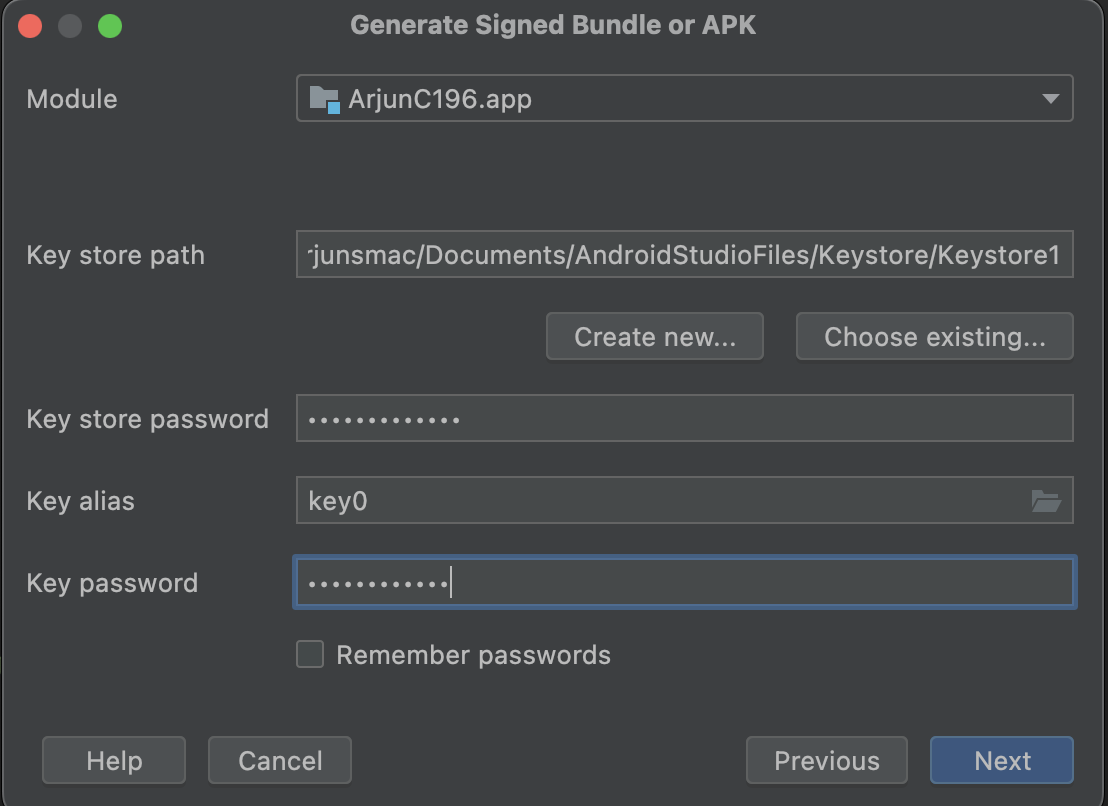 Generate Signed Bundle or APK
Module
ArjunC196.app
Key store path
rjunsmac/Documents/AndroidStudioFiles/Keystore/Keystore1
Create new...
Choose existing...
Key store password
•••••••••••••
Key alias
key0
Key password
••••••••••••
Remember passwords
Help
Cancel
Previous
Next